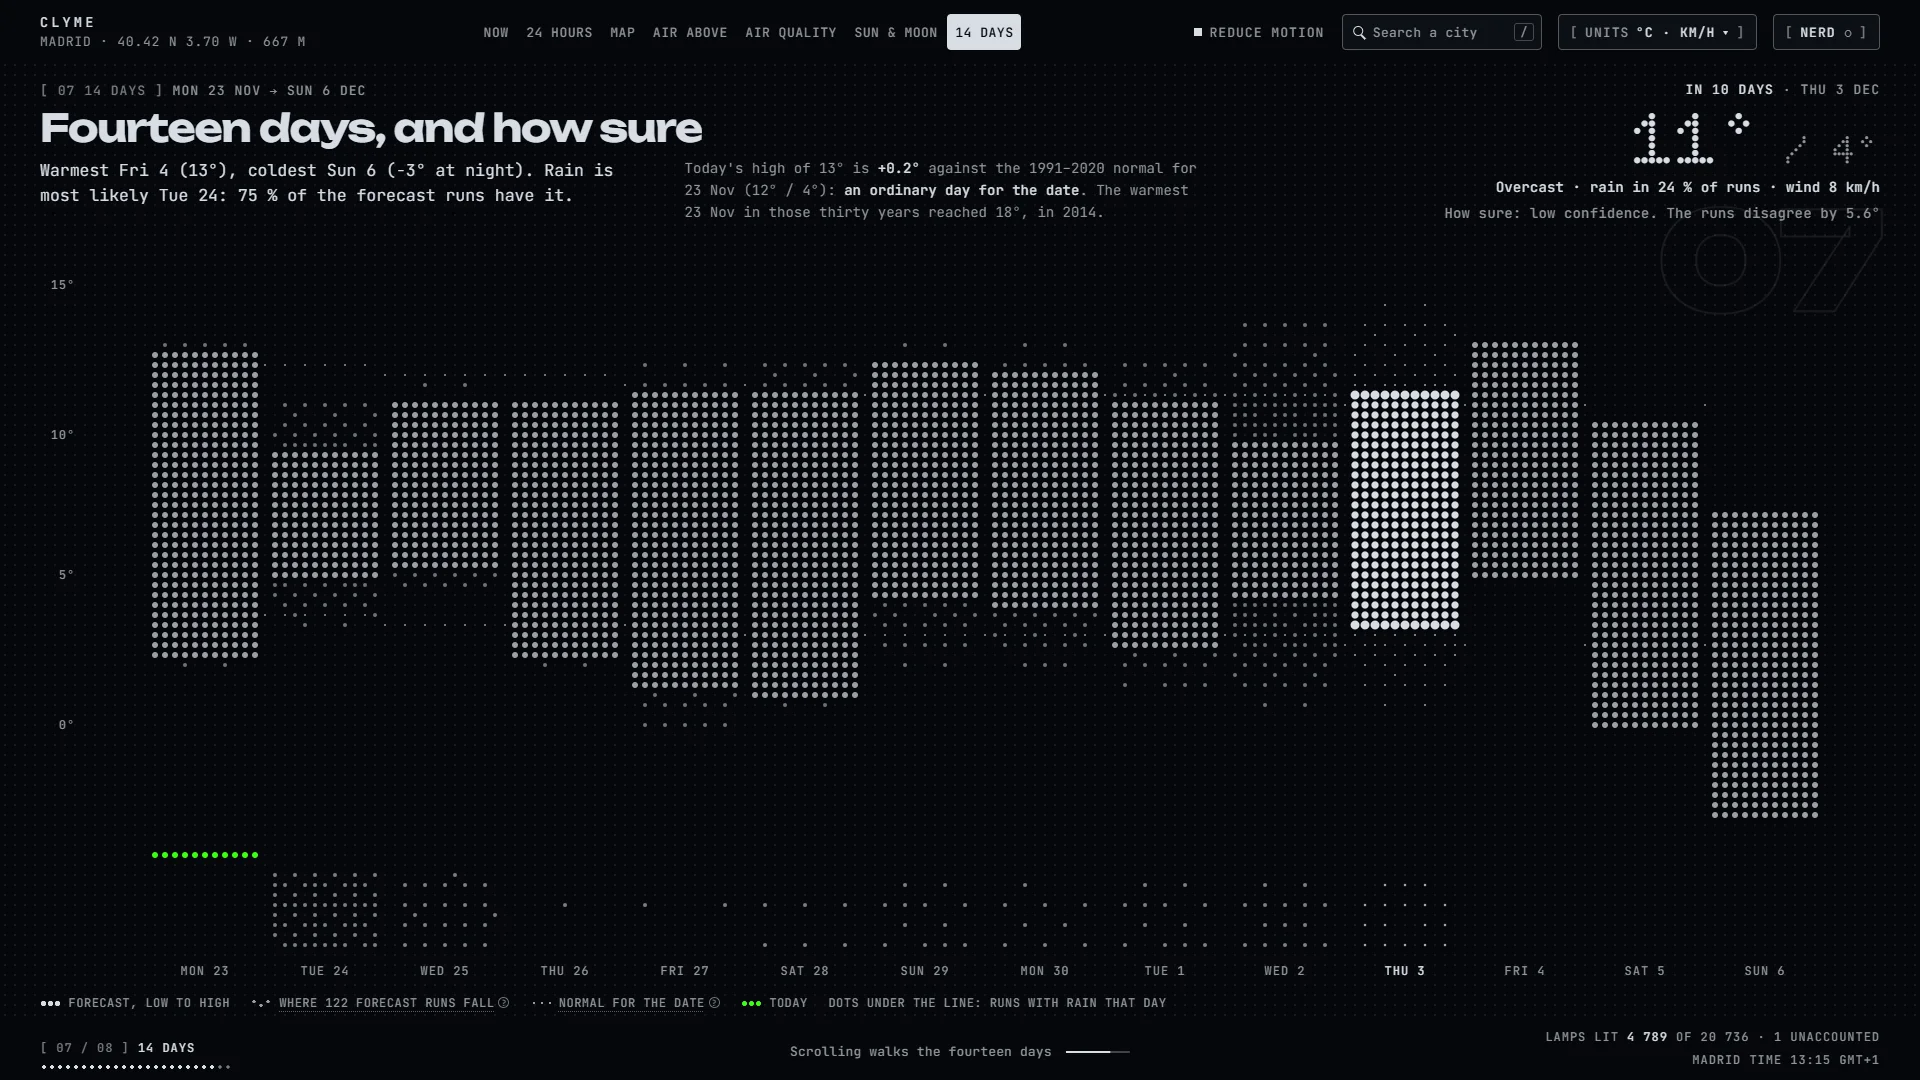 CLYME
MADRID · 40.42 N 3.70 W · 667 M
NOW 24 HOURS MAP AIR ABOVE AIR QUALITY SUN & MOON 14 DAYS
REDUCE MOTION
Search a city /
[ UNITS °C · KM/H ▾ ]
[ NERD ○ ]
[ 07 14 DAYS ] MON 23 NOV → SUN 6 DEC
Fourteen days, and how sure
Warmest Fri 4 (13°), coldest Sun 6 (-3° at night). Rain is
most likely Tue 24: 75 % of the forecast runs have it.
Today's high of 13° is +0.2° against the 1991–2020 normal for
23 Nov (12° / 4°): an ordinary day for the date. The warmest
23 Nov in those thirty years reached 18°, in 2014.
IN 10 DAYS · THU 3 DEC
11° / 4°
Overcast · rain in 24 % of runs · wind 8 km/h
How sure: low confidence. The runs disagree by 5.6°
07
15°
10°
5°
0°
MON 23 TUE 24 WED 25 THU 26 FRI 27 SAT 28 SUN 29 MON 30 TUE 1 WED 2 THU 3 FRI 4 SAT 5 SUN 6
FORECAST, LOW TO HIGH WHERE 122 FORECAST RUNS FALL ? NORMAL FOR THE DATE ? TODAY DOTS UNDER THE LINE: RUNS WITH RAIN THAT DAY
[ 07 / 08 ] 14 DAYS
Scrolling walks the fourteen days
LAMPS LIT 4 789 OF 20 736 · 1 UNACCOUNTED
MADRID TIME 13:15 GMT+1